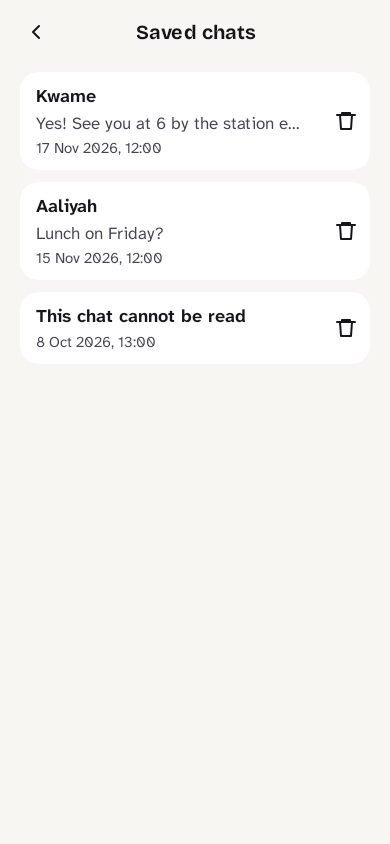 Saved chats
Kwame
Yes! See you at 6 by the station e...
17 Nov 2026, 12:00
Aaliyah
Lunch on Friday?
15 Nov 2026, 12:00
This chat cannot be read
8 Oct 2026, 13:00